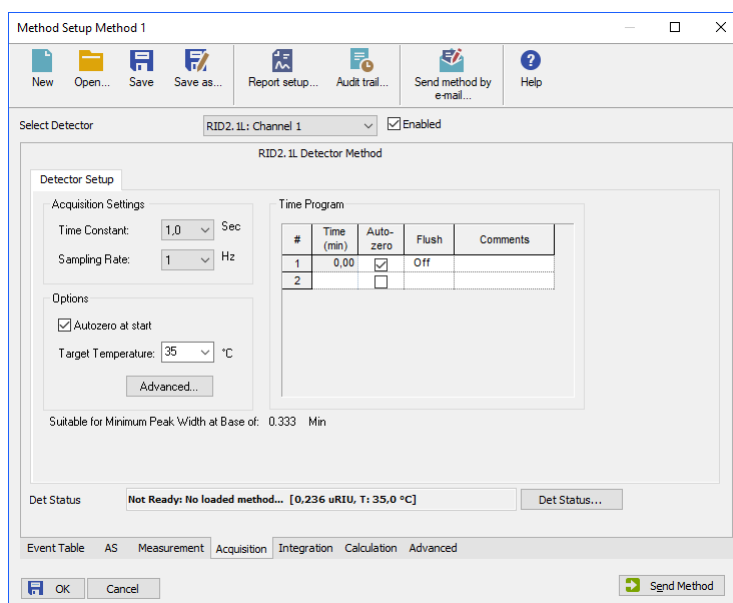 Method Setup Method 1
New Open... Save Save as... Report setup... Audit trail... Send method by e-mail... Help
Select Detector RID2.1L: Channel 1 Enabled
RID2.1L Detector Method
Detector Setup
Acquisition Settings
Time Constant: 1,0 Sec
Sampling Rate: 1 Hz
Options
Autozero at start
Target Temperature: 35 °C
Advanced...
Time Program
# Time (min) Auto-zero Flush Comments
1 0,00 Off
2
Suitable for Minimum Peak Width at Base of: 0.333 Min
Det Status Not Ready: No loaded method... [0,236 uRIU, T: 35,0 °C] Det Status...
Event Table AS Measurement Acquisition Integration Calculation Advanced
OK Cancel Send Method